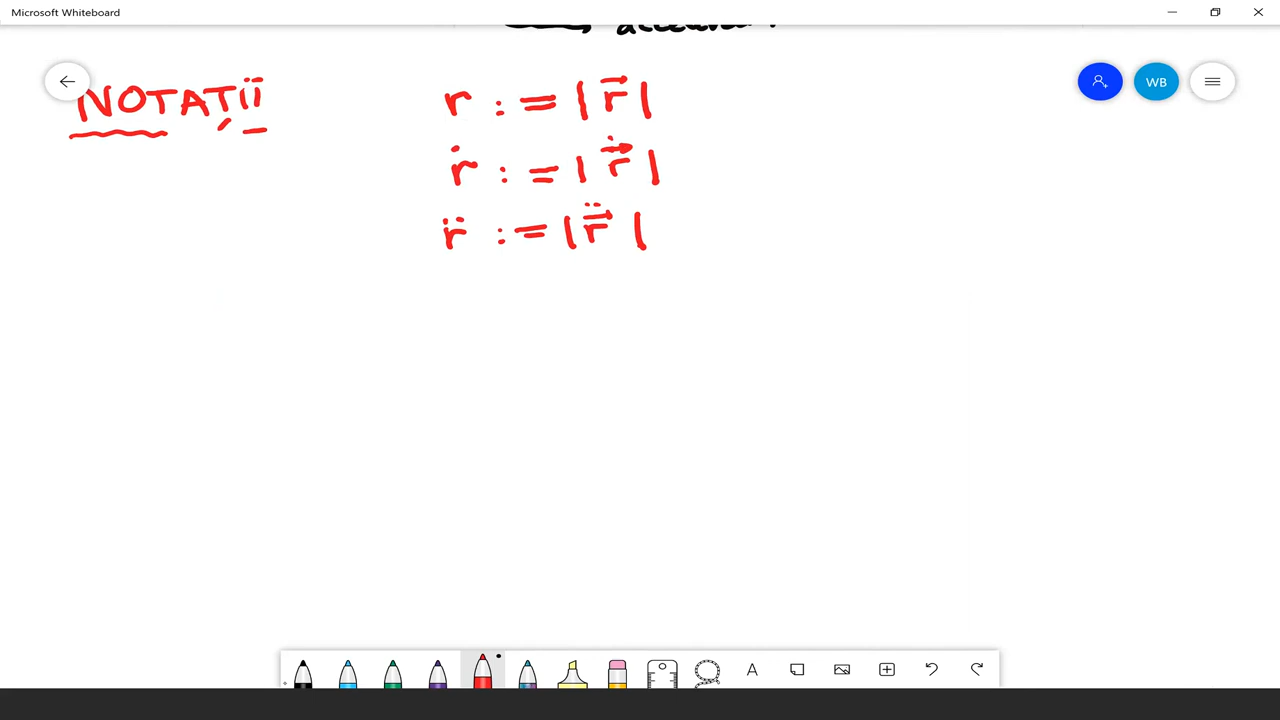 Microsoft Whiteboard
NOTAȚII
r := |r⃗|
ṙ := |ṙ⃗|
r̈ := |r̈⃗|
WB
A